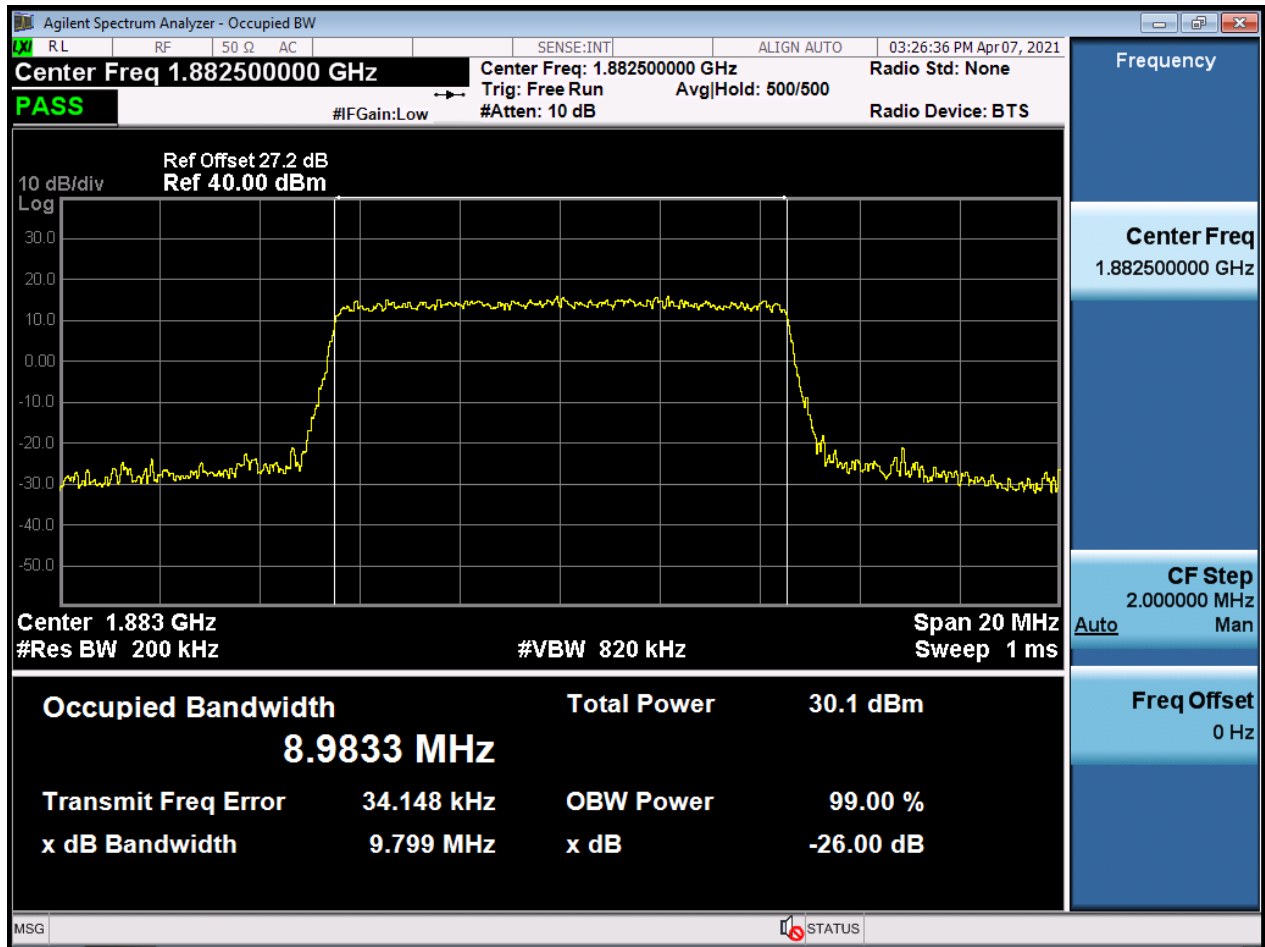 Agilent Spectrum Analyzer - Occupied BW
LXI RL RF 50 Ω AC SENSE:INT ALIGN AUTO 03:26:36 PM Apr 07, 2021
Center Freq 1.882500000 GHz
PASS
#IFGain:Low
Center Freq: 1.882500000 GHz
Trig: Free Run Avg|Hold: 500/500
#Atten: 10 dB
Radio Std: None
Radio Device: BTS
Ref Offset 27.2 dB
10 dB/div Ref 40.00 dBm
Log
30.0
20.0
10.0
0.00
-10.0
-20.0
-30.0
-40.0
-50.0
Center 1.883 GHz Span 20 MHz
#Res BW 200 kHz #VBW 820 kHz Sweep 1 ms
Occupied Bandwidth Total Power 30.1 dBm
8.9833 MHz
Transmit Freq Error 34.148 kHz OBW Power 99.00 %
x dB Bandwidth 9.799 MHz x dB -26.00 dB
Frequency
Center Freq
1.882500000 GHz
CF Step
2.000000 MHz
Auto Man
Freq Offset
0 Hz
MSG STATUS